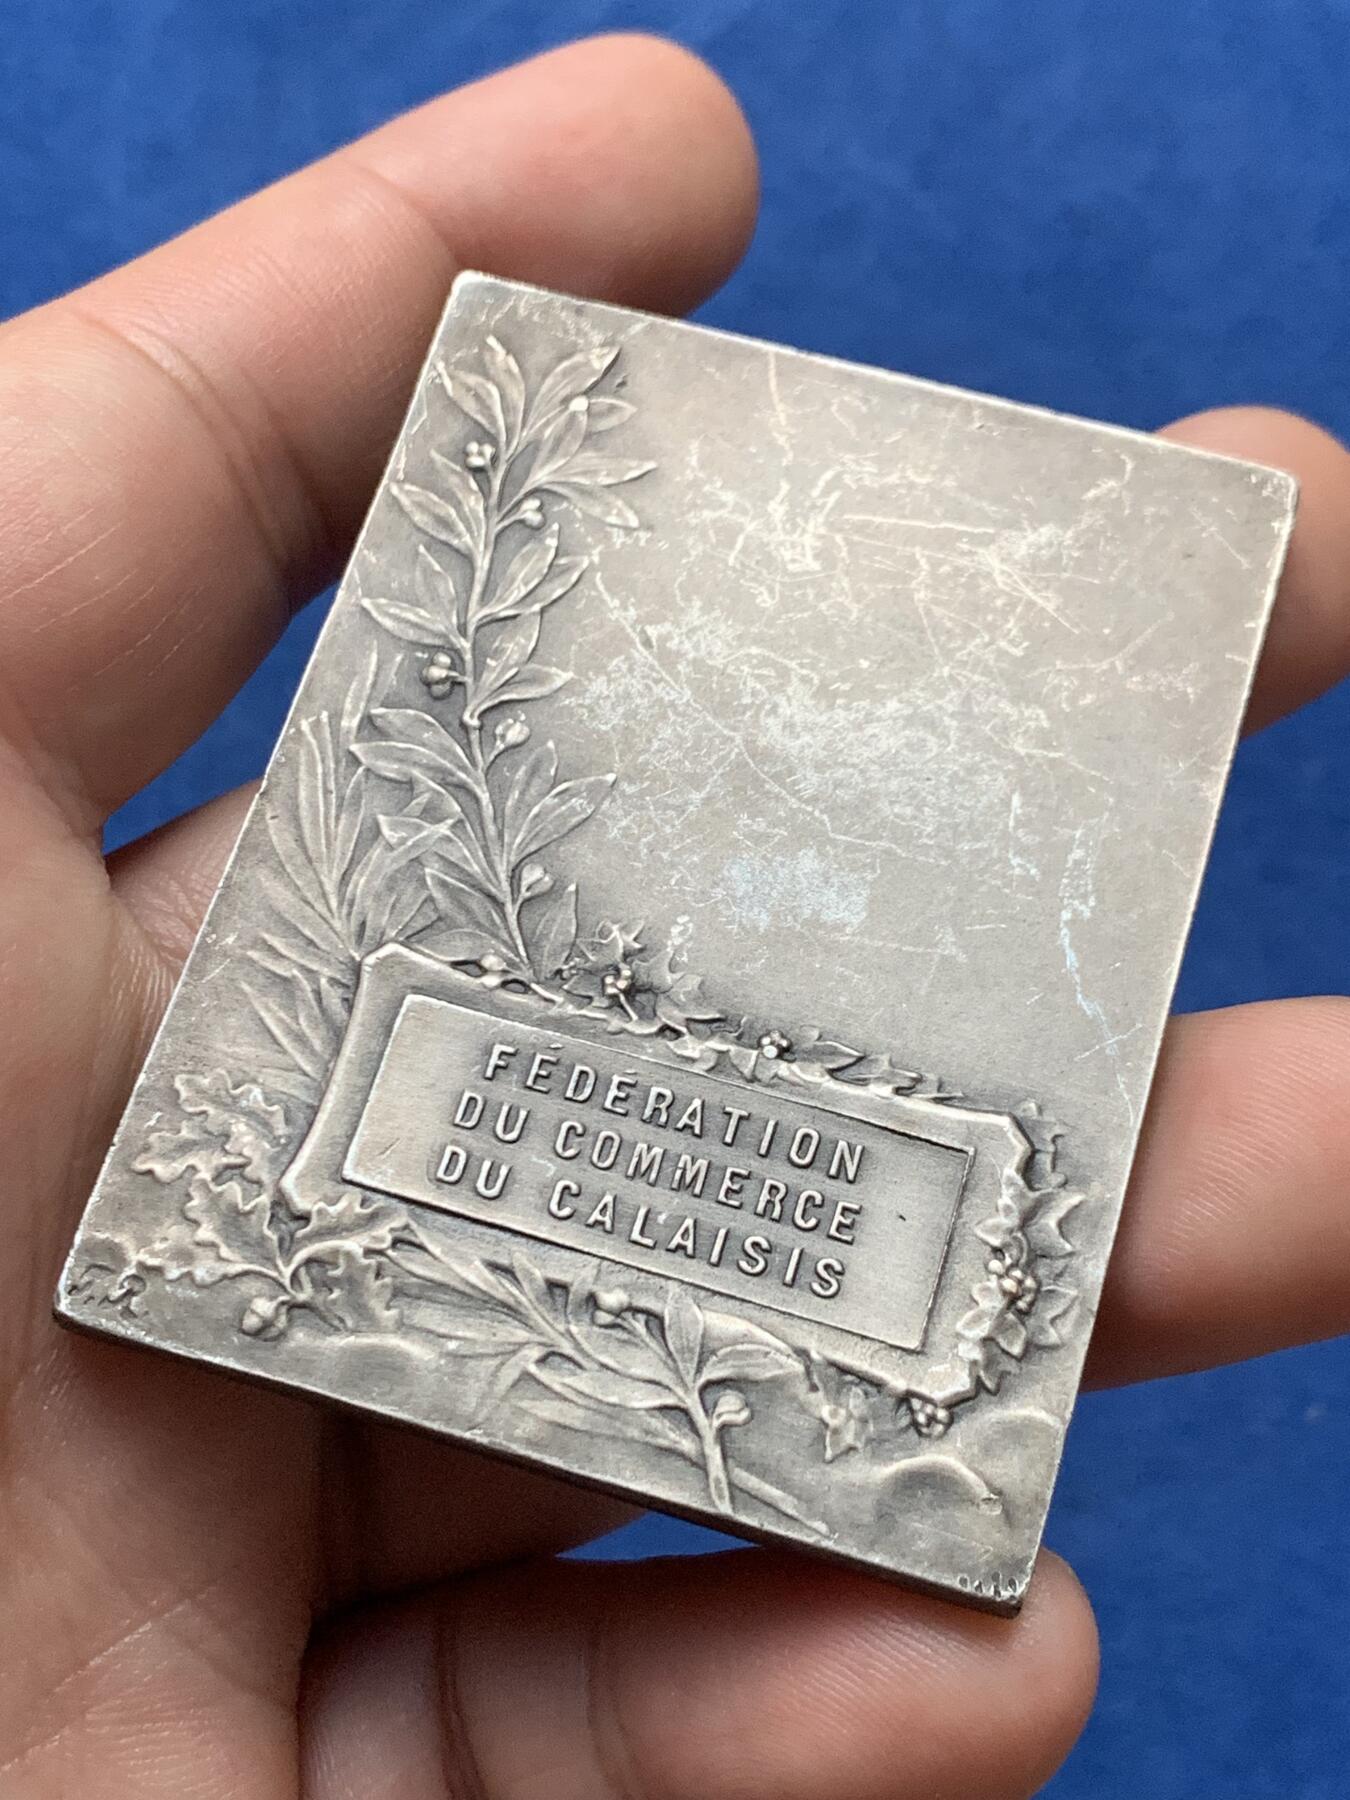 FÉDÉRATION
DU COMMERCE
DU CALAISIS
F.R.